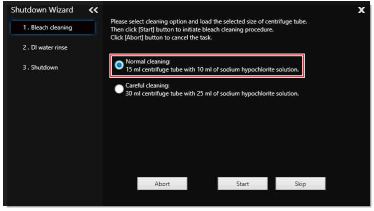 Shutdown Wizard << x
1 . Bleach cleaning
2 . DI water rinse
3 . Shutdown
Please select cleaning option and load the selected size of centrifuge tube.
Then click [Start] button to initiate bleach cleaning procedure.
Click [Abort] button to cancel the task.
Normal cleaning:
15 ml centrifuge tube with 10 ml of sodium hypochlorite solution.
Careful cleaning:
30 ml centrifuge tube with 25 ml of sodium hypochlorite solution.
Abort Start Skip